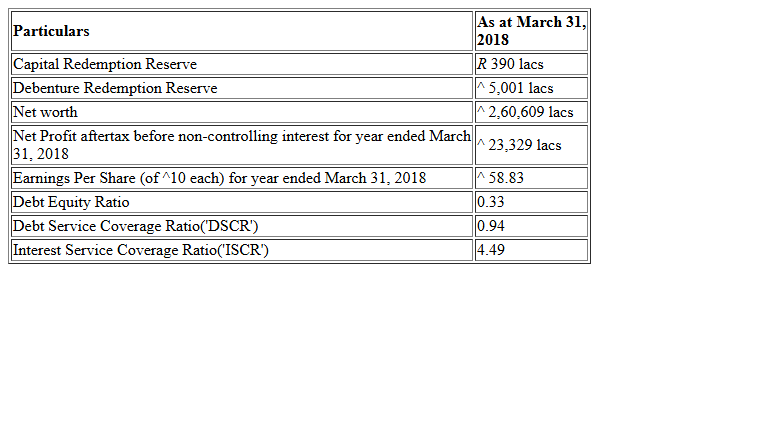 Particulars
As at March 31,
2018
Capital Redemption Reserve
R 390 lacs
Debenture Redemption Reserve
^ 5,001 lacs
Net worth
^ 2,60,609 lacs
Net Profit aftertax before non-controlling interest for year ended March
31, 2018
^ 23,329 lacs
Earnings Per Share (of ^10 each) for year ended March 31, 2018
^ 58.83
Debt Equity Ratio
0.33
Debt Service Coverage Ratio('DSCR')
0.94
Interest Service Coverage Ratio('ISCR')
4.49